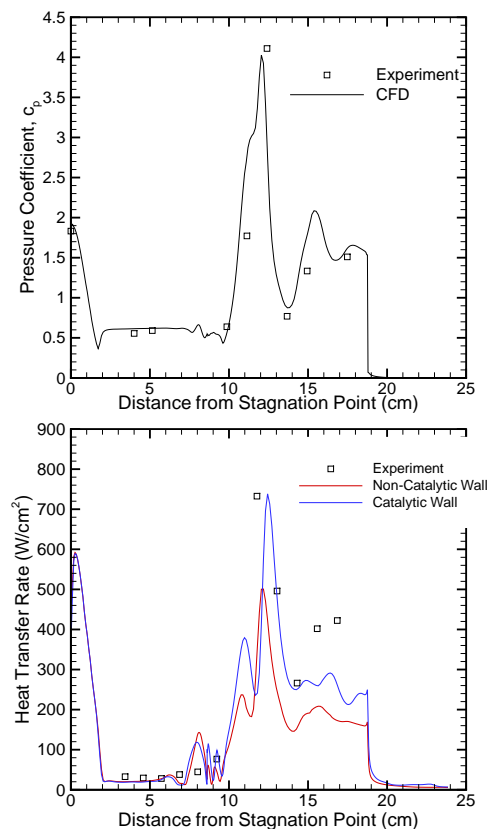 4.5
4
3.5
3
2.5
2
1.5
1
0.5
0
Pressure Coefficient, cp
Experiment
CFD
0 5 10 15 20 25
Distance from Stagnation Point (cm)
900
800
700
600
500
400
300
200
100
0
Heat Transfer Rate (W/cm²)
Experiment
Non-Catalytic Wall
Catalytic Wall
0 5 10 15 20 25
Distance from Stagnation Point (cm)